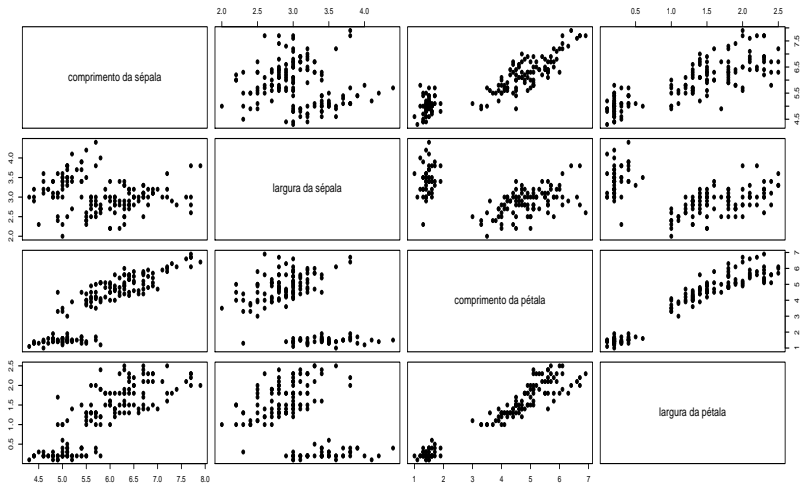 2.0 2.5 3.0 3.5 4.0
0.5 1.0 1.5 2.0 2.5
comprimento da sépala
4.5 5.5 6.5 7.5
2.0 2.5 3.0 3.5 4.0
largura da sépala
comprimento da pétala
1 2 3 4 5 6 7
0.5 1.0 1.5 2.0 2.5
largura da pétala
4.5 5.0 5.5 6.0 6.5 7.0 7.5 8.0
1 2 3 4 5 6 7